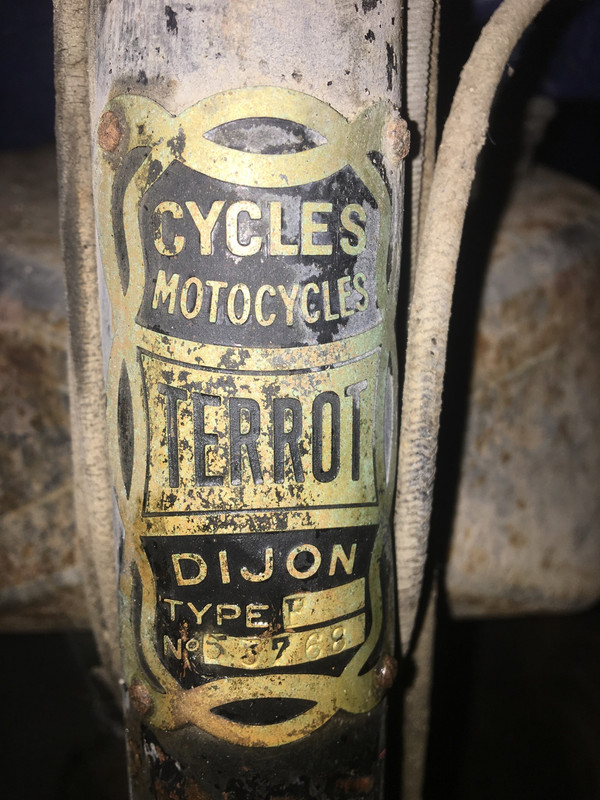 CYCLES
MOTOCYCLES
TERROT
DIJON
TYPE
Nº 53768